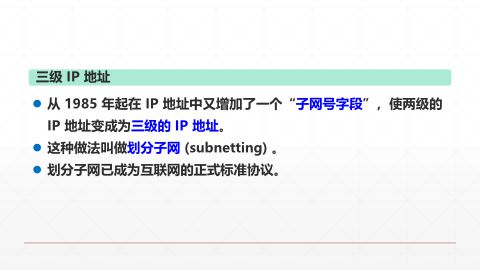 三级 IP 地址
从 1985 年起在 IP 地址中又增加了一个“子网号字段”，使两级的
IP 地址变成为三级的 IP 地址。
这种做法叫做划分子网 (subnetting) 。
划分子网已成为互联网的正式标准协议。